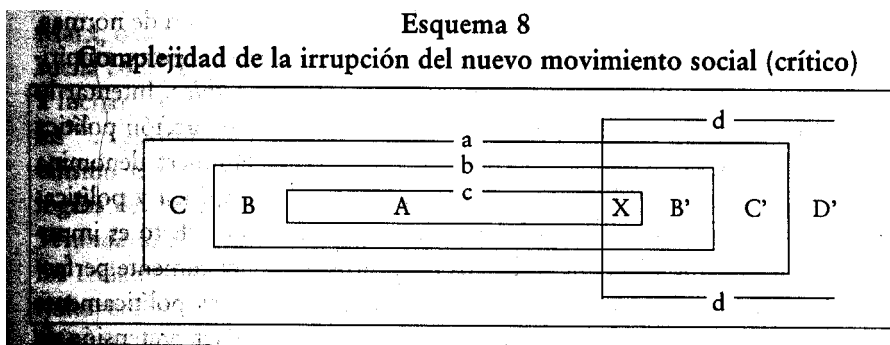 Esquema 8
Complejidad de la irrupción del nuevo movimiento social (crítico)
d
a
b
c
C B A X B' C' D'
d